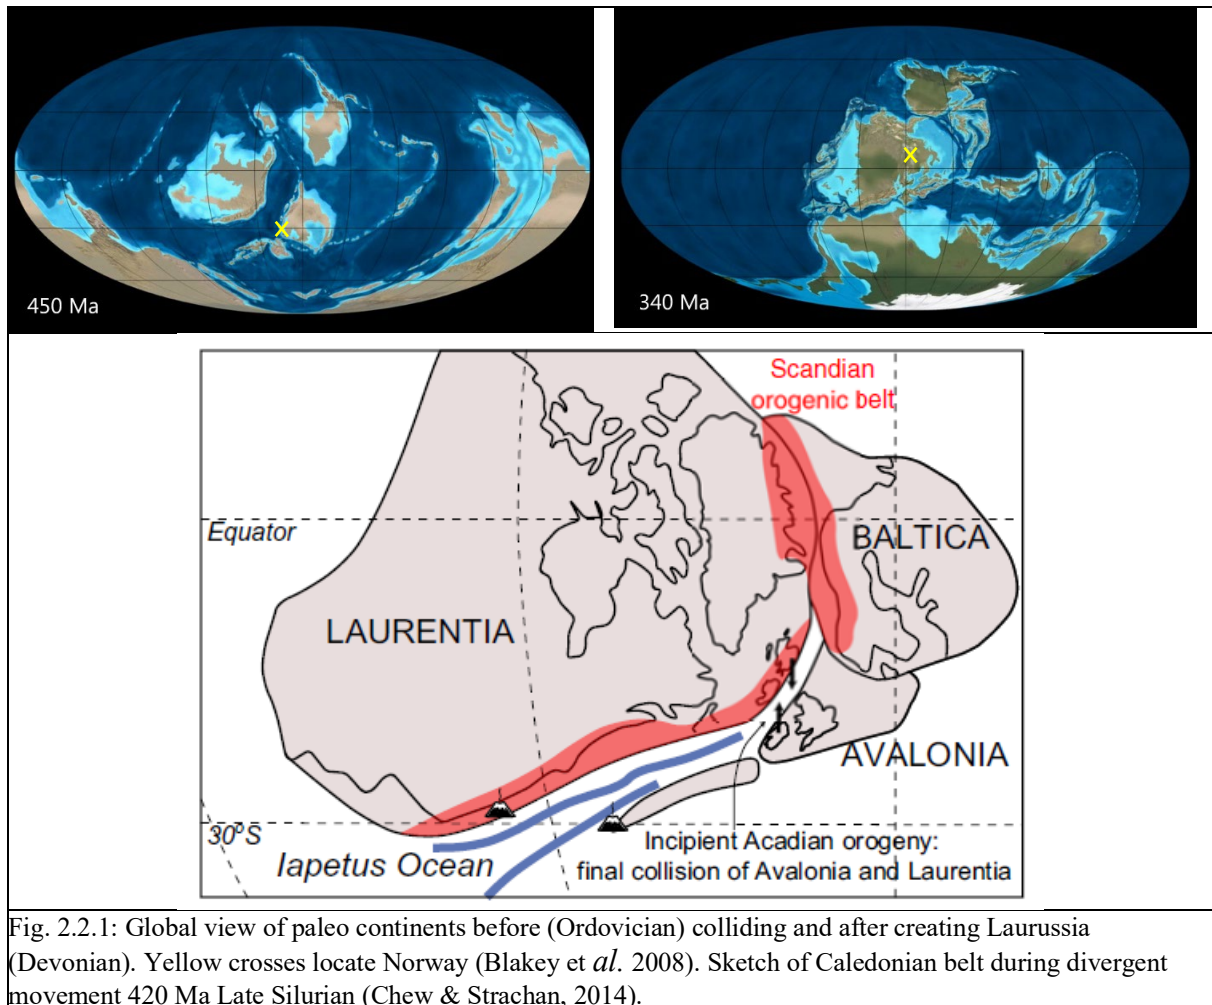 450 Ma
340 Ma
Scandian
orogenic belt
Equator
BALTICA
LAURENTIA
AVALONIA
30°S
Iapetus Ocean
Incipient Acadian orogeny:
final collision of Avalonia and Laurentia
Fig. 2.2.1: Global view of paleo continents before (Ordovician) colliding and after creating Laurussia
(Devonian). Yellow crosses locate Norway (Blakey et al. 2008). Sketch of Caledonian belt during divergent
movement 420 Ma Late Silurian (Chew & Strachan, 2014).